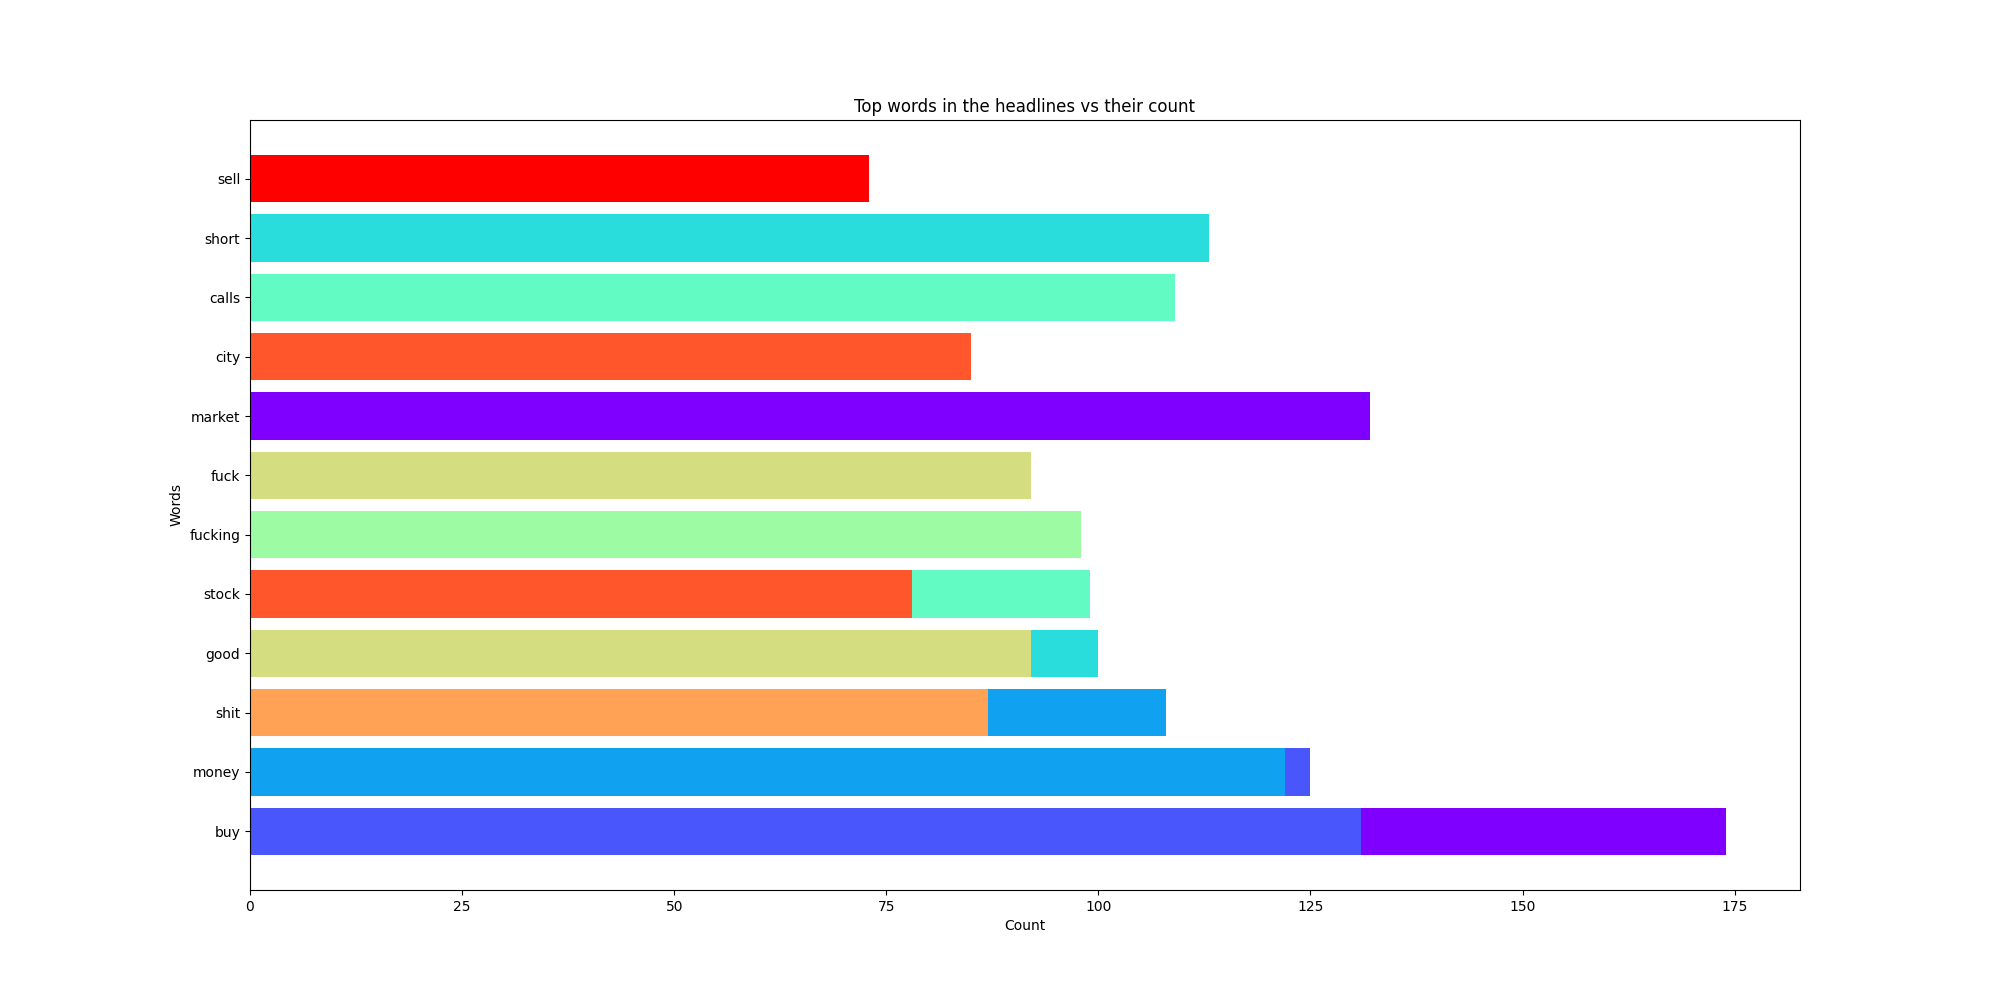 Top words in the headlines vs their count
sell
short
calls
city
market
fuck
Words
fucking
stock
good
shit
money
buy
0 25 50 75 100 125 150 175
Count